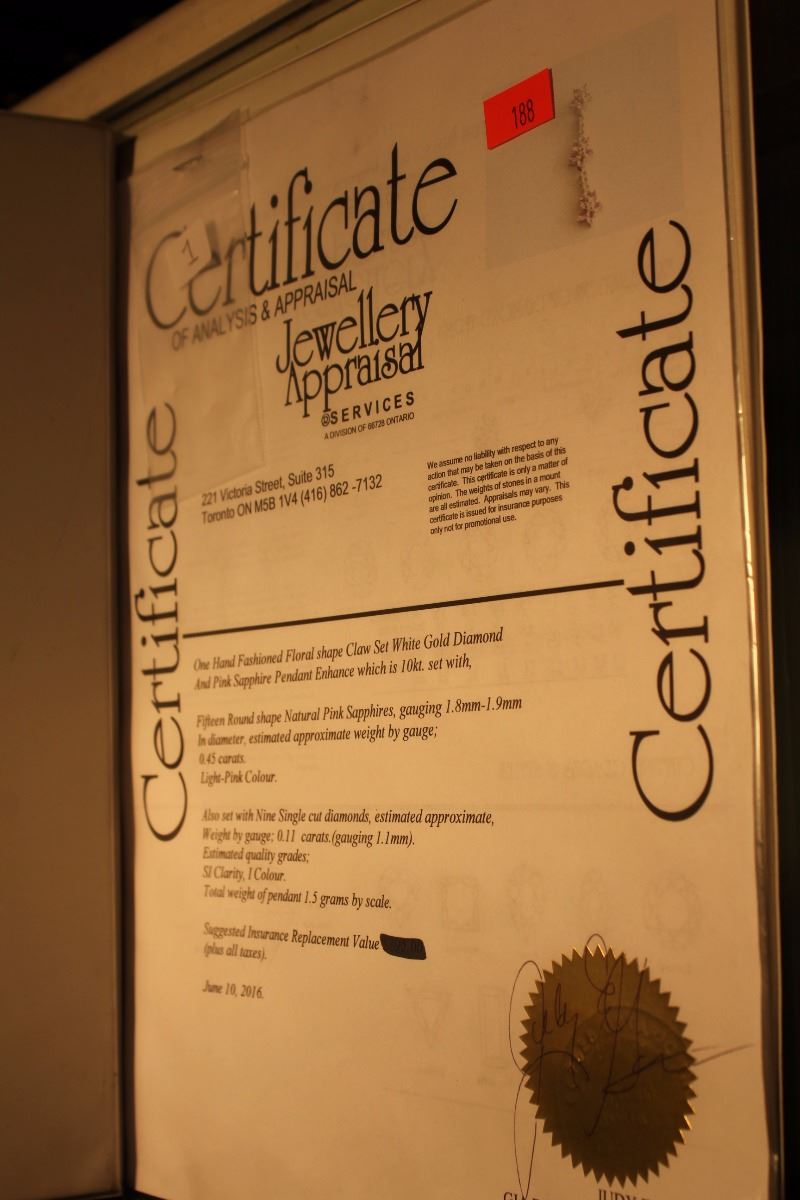 188
1
Certificate
OF ANALYSIS & APPRAISAL
Jewellery
Appraisal
SERVICES
A DIVISION OF 66728 ONTARIO
221 Victoria Street, Suite 315
Toronto ON M5B 1V4 (416) 862 -7132
We assume no liability with respect to any
action that may be taken on the basis of this
certificate. This certificate is only a matter of
opinion. The weights of stones in a mount
are all estimated. Appraisals may vary. This
certificate is issued for insurance purposes
only not for promotional use.
Certificate
Certificate
One Hand Fashioned Floral shape Claw Set White Gold Diamond
And Pink Sapphire Pendant Enhance which is 10kt. set with,
Fifteen Round shape Natural Pink Sapphires, gauging 1.8mm-1.9mm
In diameter, estimated approximate weight by gauge;
0.45 carats.
Light-Pink Colour.
Also set with Nine Single cut diamonds, estimated approximate,
Weight by gauge; 0.11 carats.(gauging 1.1mm).
Estimated quality grades;
SI Clarity, I Colour.
Total weight of pendant 1.5 grams by scale.
Suggested Insurance Replacement Value
(plus all taxes).
June 10, 2016.
JUDY